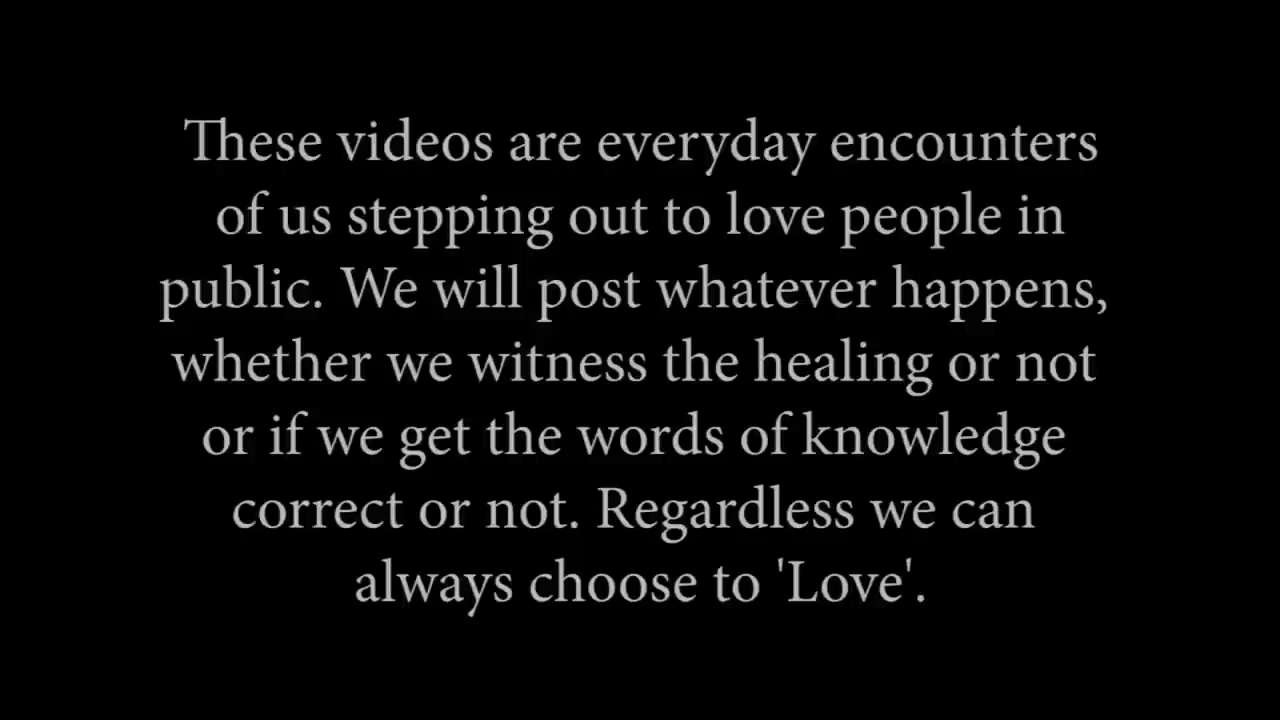 These videos are everyday encounters
of us stepping out to love people in
public. We will post whatever happens,
whether we witness the healing or not
or if we get the words of knowledge
correct or not. Regardless we can
always choose to 'Love'.